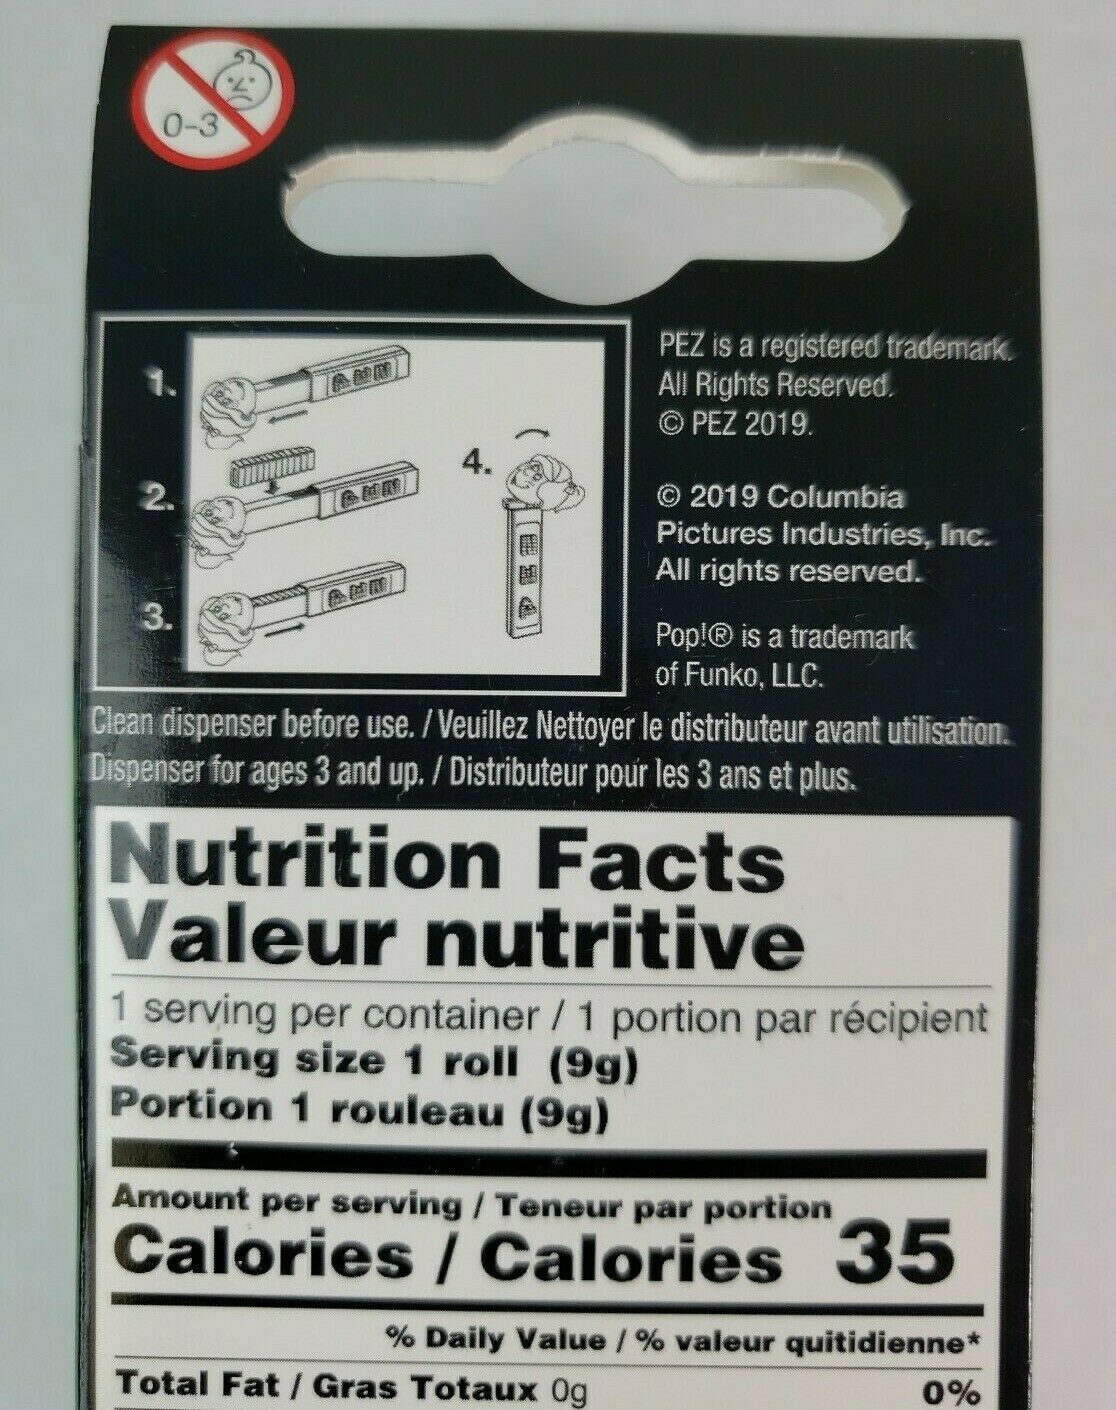 0-3
1.
2.
3.
4.
PEZ is a registered trademark.
All Rights Reserved.
© PEZ 2019.
© 2019 Columbia
Pictures Industries, Inc.
All rights reserved.
Pop!® is a trademark
of Funko, LLC.
Clean dispenser before use. / Veuillez Nettoyer le distributeur avant utilisation.
Dispenser for ages 3 and up. / Distributeur pour les 3 ans et plus.
Nutrition Facts
Valeur nutritive
1 serving per container / 1 portion par récipient
Serving size 1 roll (9g)
Portion 1 rouleau (9g)
Amount per serving / Teneur par portion
Calories / Calories 35
% Daily Value / % valeur quitidienne*
Total Fat / Gras Totaux 0g 0%